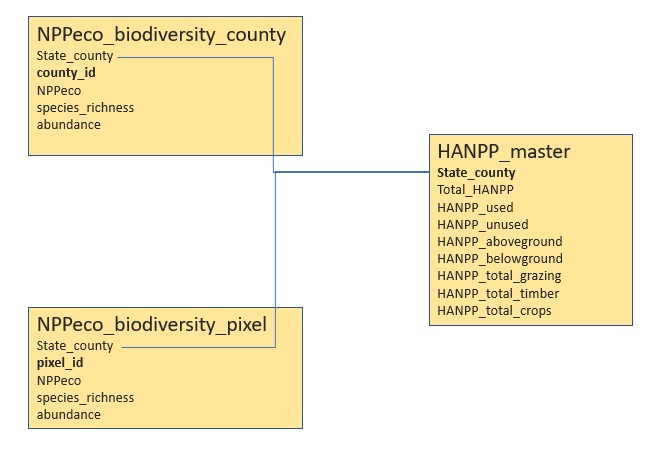 NPPeco_biodiversity_county
State_county
county_id
NPPeco
species_richness
abundance
HANPP_master
State_county
Total_HANPP
HANPP_used
HANPP_unused
HANPP_aboveground
HANPP_belowground
HANPP_total_grazing
HANPP_total_timber
HANPP_total_crops
NPPeco_biodiversity_pixel
State_county
pixel_id
NPPeco
species_richness
abundance